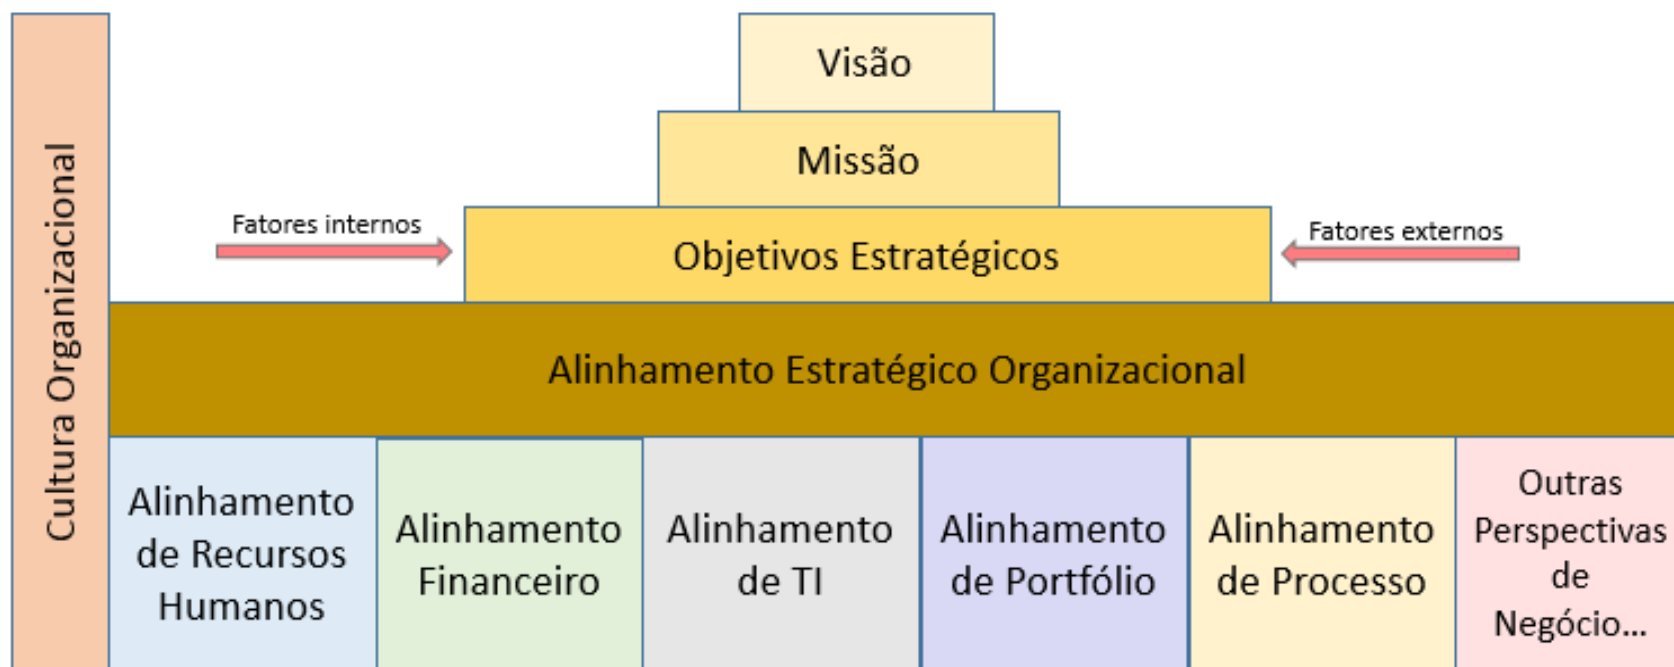 Cultura Organizacional
Visão
Missão
Fatores internos
Objetivos Estratégicos
Fatores externos
Alinhamento Estratégico Organizacional
Alinhamento
de Recursos
Humanos
Alinhamento
Financeiro
Alinhamento
de TI
Alinhamento
de Portfólio
Alinhamento
de Processo
Outras
Perspectivas
de
Negócio...